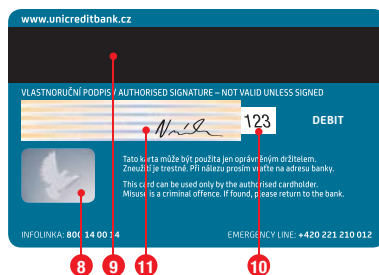 www.unicreditbank.cz
VLASTNORUČNÍ PODPIS / AUTHORISED SIGNATURE – NOT VALID UNLESS SIGNED
123
DEBIT
Tato karta může být použita jen oprávněným držitelem.
Zneužití je trestné. Při nálezu prosím vraťte na adresu banky.
This card can be used only by the authorised cardholder.
Misuse is a criminal offence. If found, please return to the bank.
INFOLINKA: 800 14 00 14
EMERGENCY LINE: +420 221 210 012
8
9
11
10